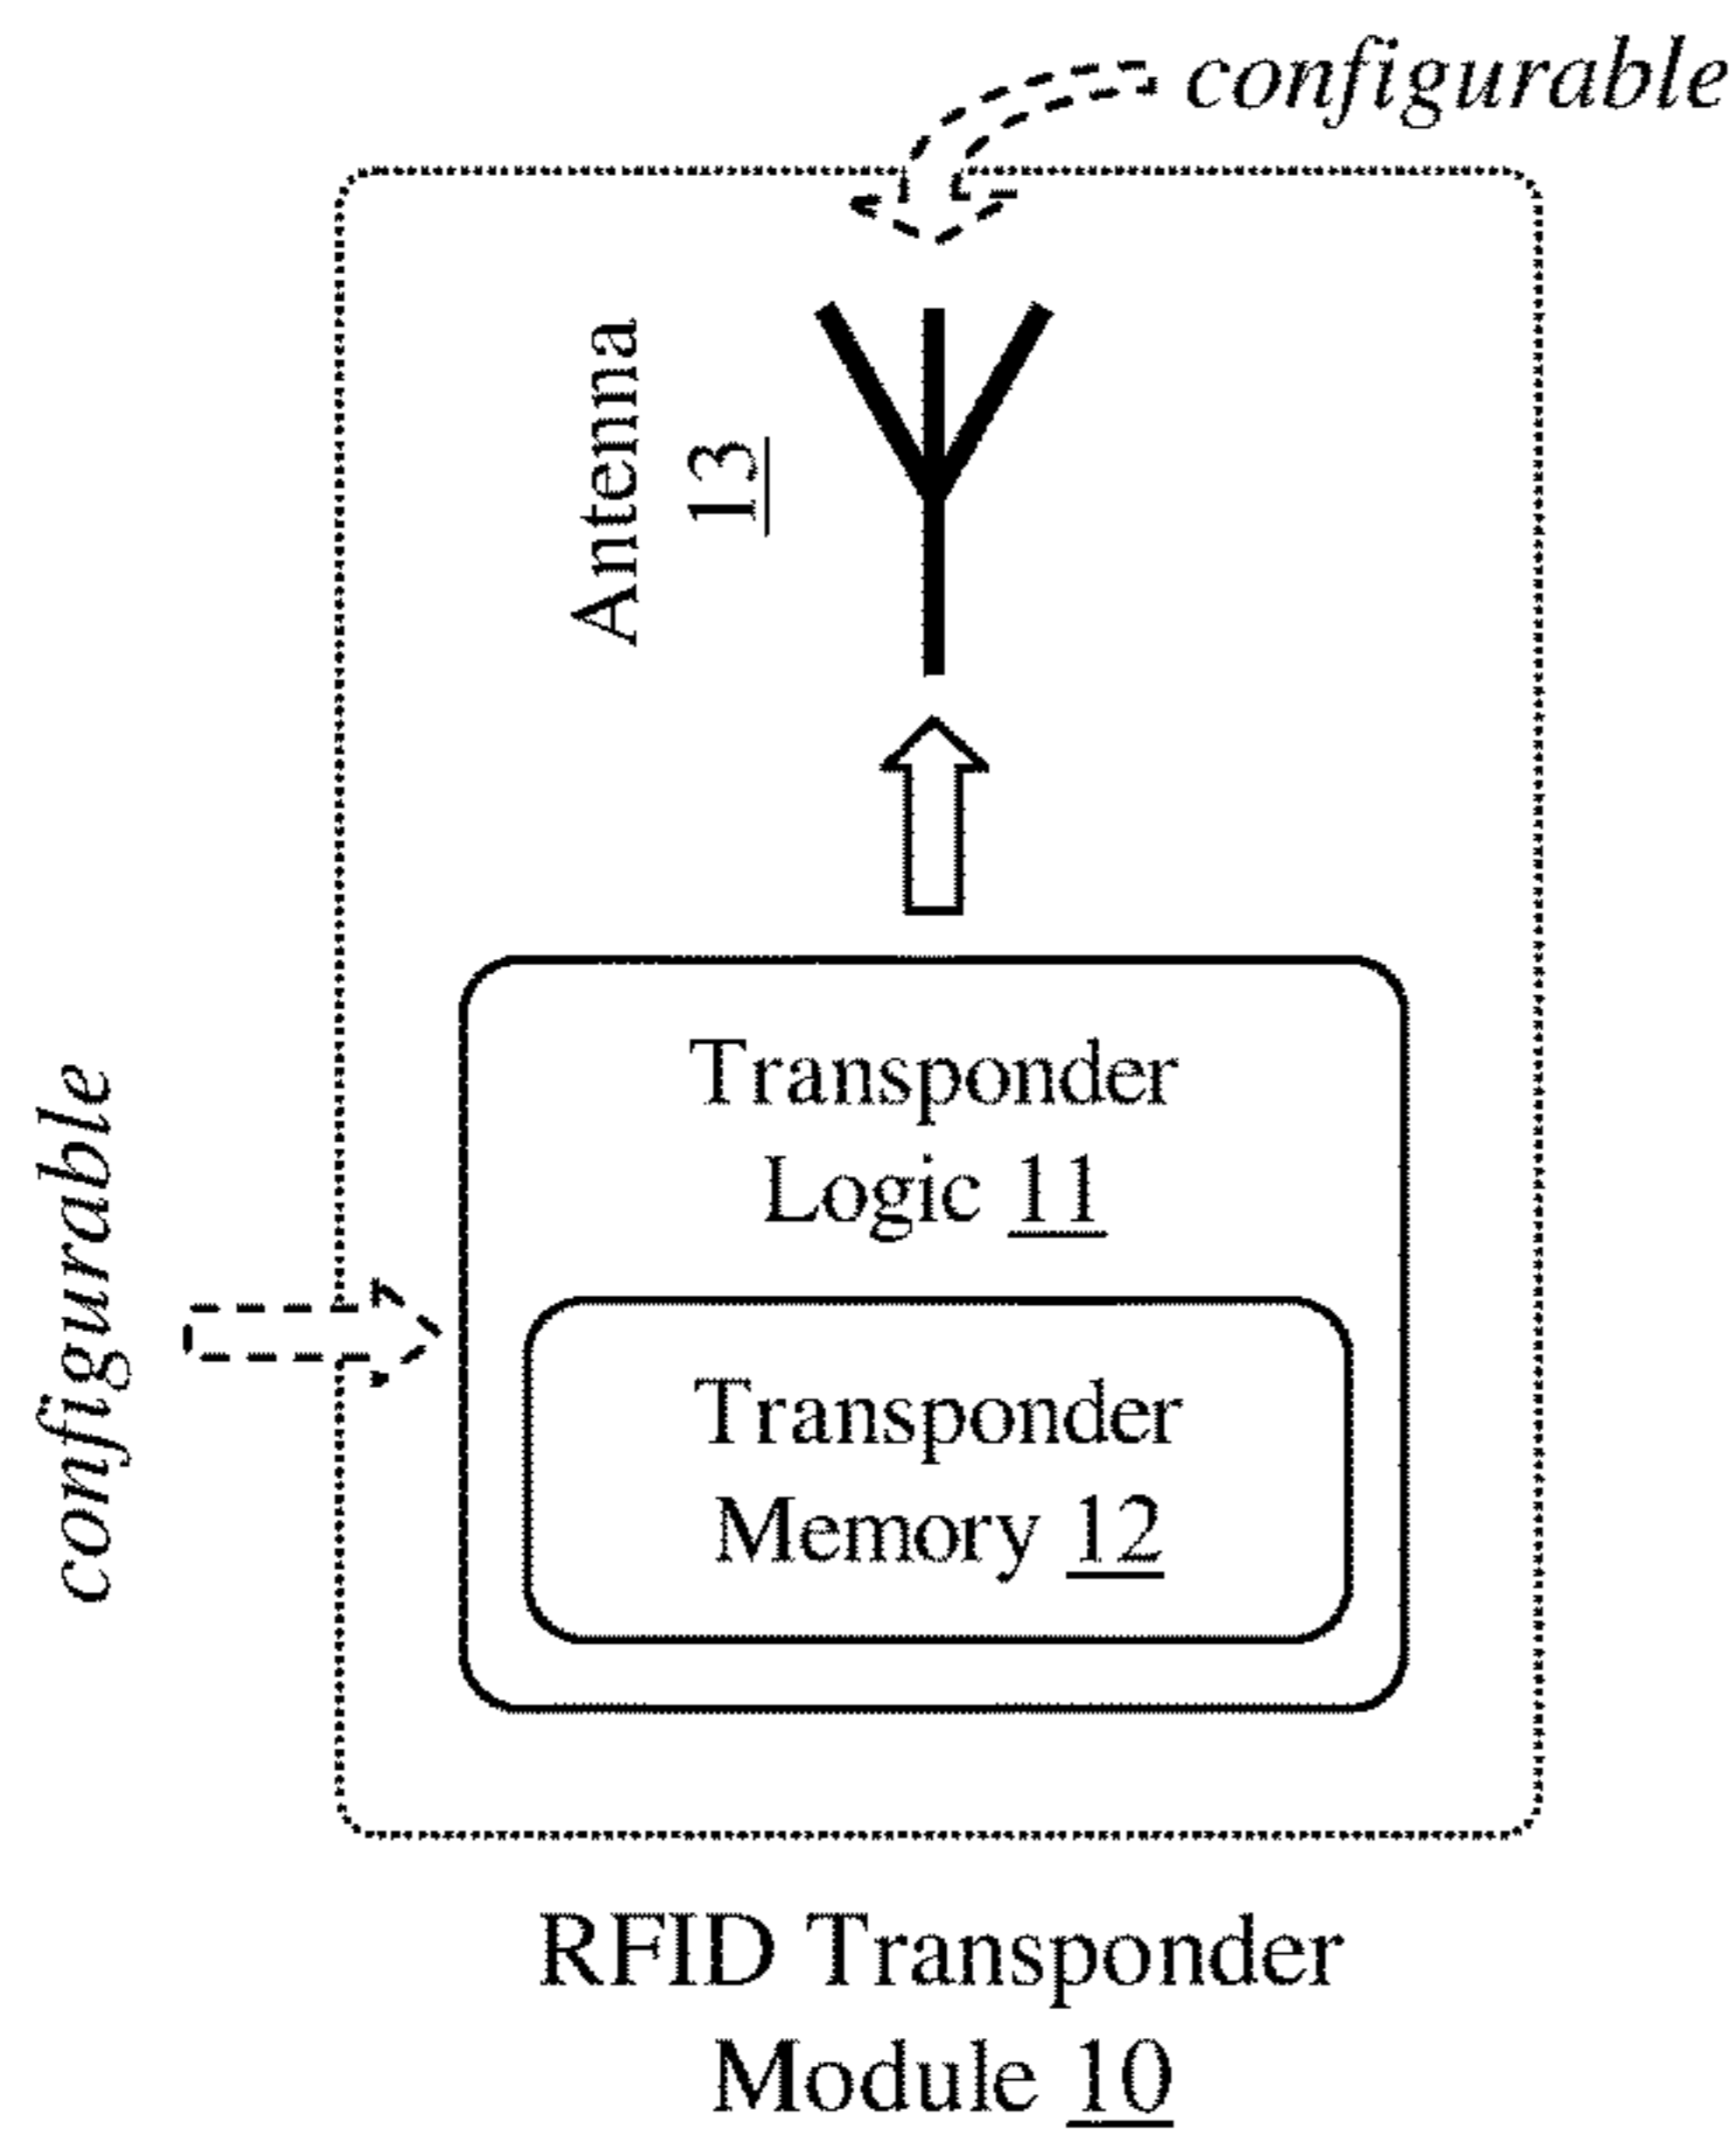 configurable
Antenna
13
Transponder
Logic 11
configurable
Transponder
Memory 12
RFID Transponder
Module 10